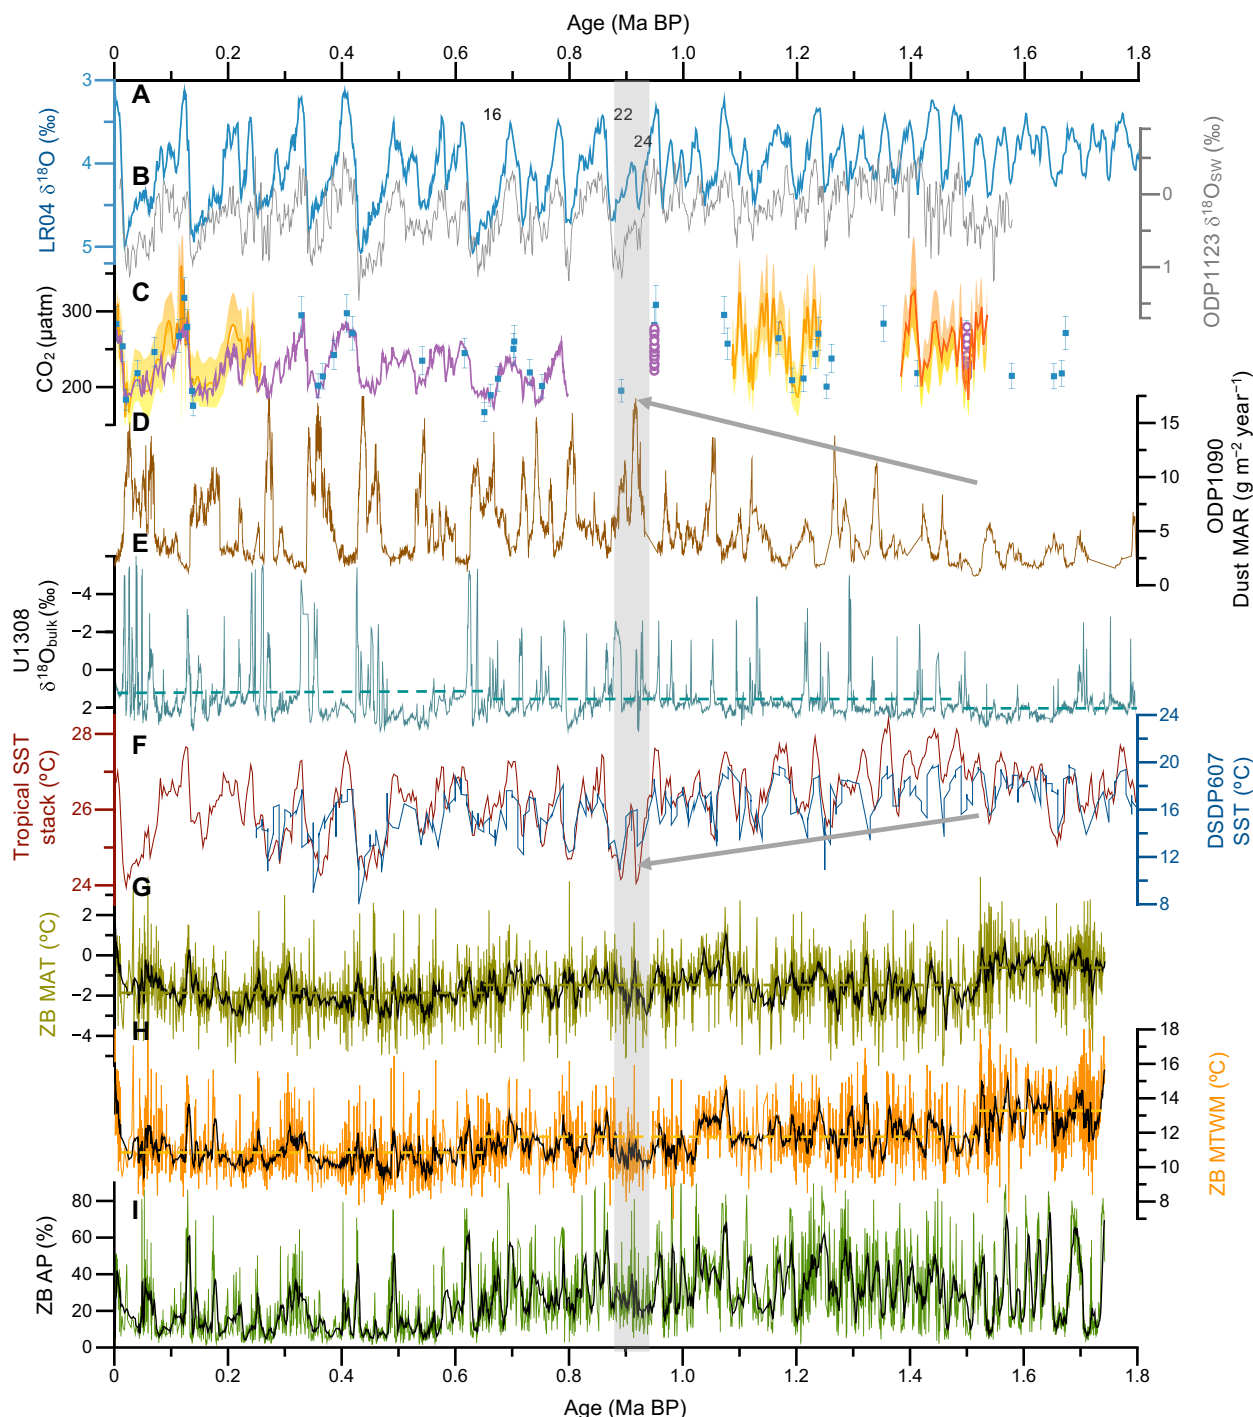 Age (Ma BP)
0 0.2 0.4 0.6 0.8 1.0 1.2 1.4 1.6 1.8
A
LR04 δ18O (‰)
3
4
5
16
22
24
B
ODP1123 δ18OSW (‰)
0
1
C
CO2 (µatm)
300
200
D
ODP1090
Dust MAR (g m−2 year−1)
15
10
5
0
E
U1308
δ18Obulk(‰)
−4
−2
0
2
F
Tropical SST
stack (ºC)
28
26
24
DSDP607
SST (ºC)
24
20
16
12
8
G
ZB MAT (ºC)
2
0
−2
−4
H
ZB MTWM (ºC)
18
16
14
12
10
8
I
ZB AP (%)
80
60
40
20
0
0 0.2 0.4 0.6 0.8 1.0 1.2 1.4 1.6 1.8
Age (Ma BP)